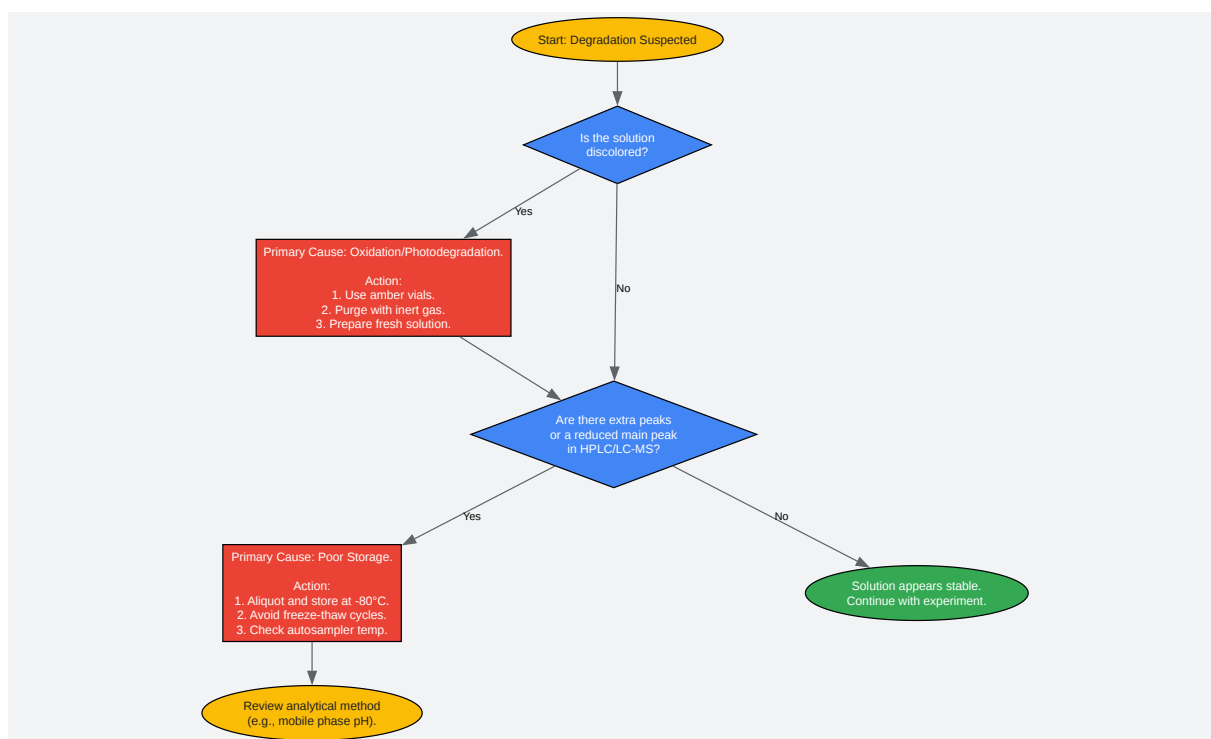 Start: Degradation Suspected
Is the solution
discolored?
Yes
Primary Cause: Oxidation/Photodegradation.
Action:
1. Use amber vials.
2. Purge with inert gas.
3. Prepare fresh solution.
No
Are there extra peaks
or a reduced main peak
in HPLC/LC-MS?
Yes
No
Primary Cause: Poor Storage.
Action:
1. Aliquot and store at -80°C.
2. Avoid freeze-thaw cycles.
3. Check autosampler temp.
Solution appears stable.
Continue with experiment.
Review analytical method
(e.g., mobile phase pH).